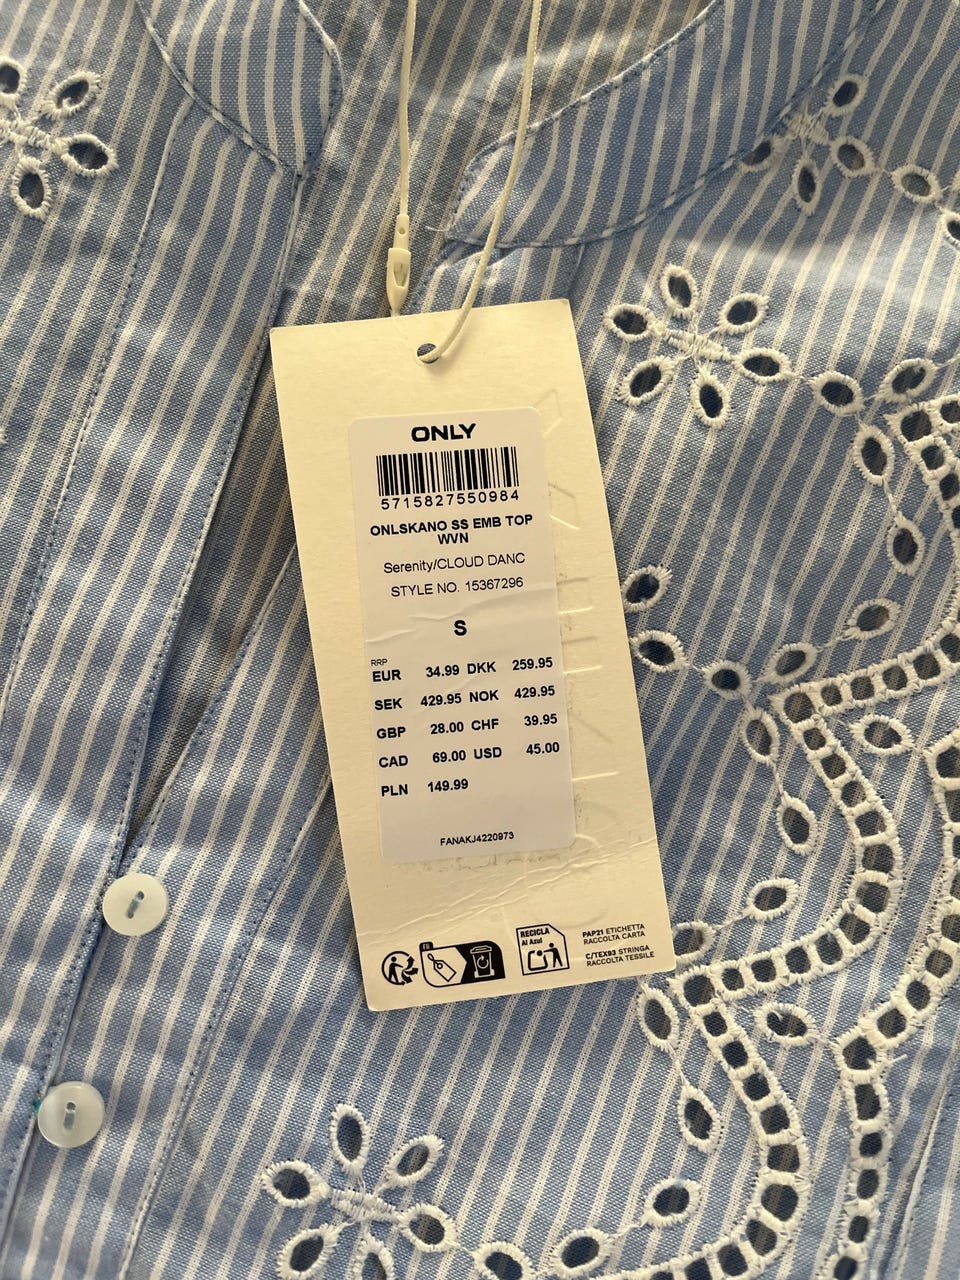 ONLY
5715827550984
ONLSKANO SS EMB TOP
WVN
Serenity/CLOUD DANC
STYLE NO. 15367296
S
RRP
EUR 34.99 DKK 259.95
SEK 429.95 NOK 429.95
GBP 28.00 CHF 39.95
CAD 69.00 USD 45.00
PLN 149.99
FANAKJ4220973
FR
RECICLA
Al Azul
PAP21 ETICHETTA
RACCOLTA CARTA
C/TEX93 STRINGA
RACCOLTA TESSILE